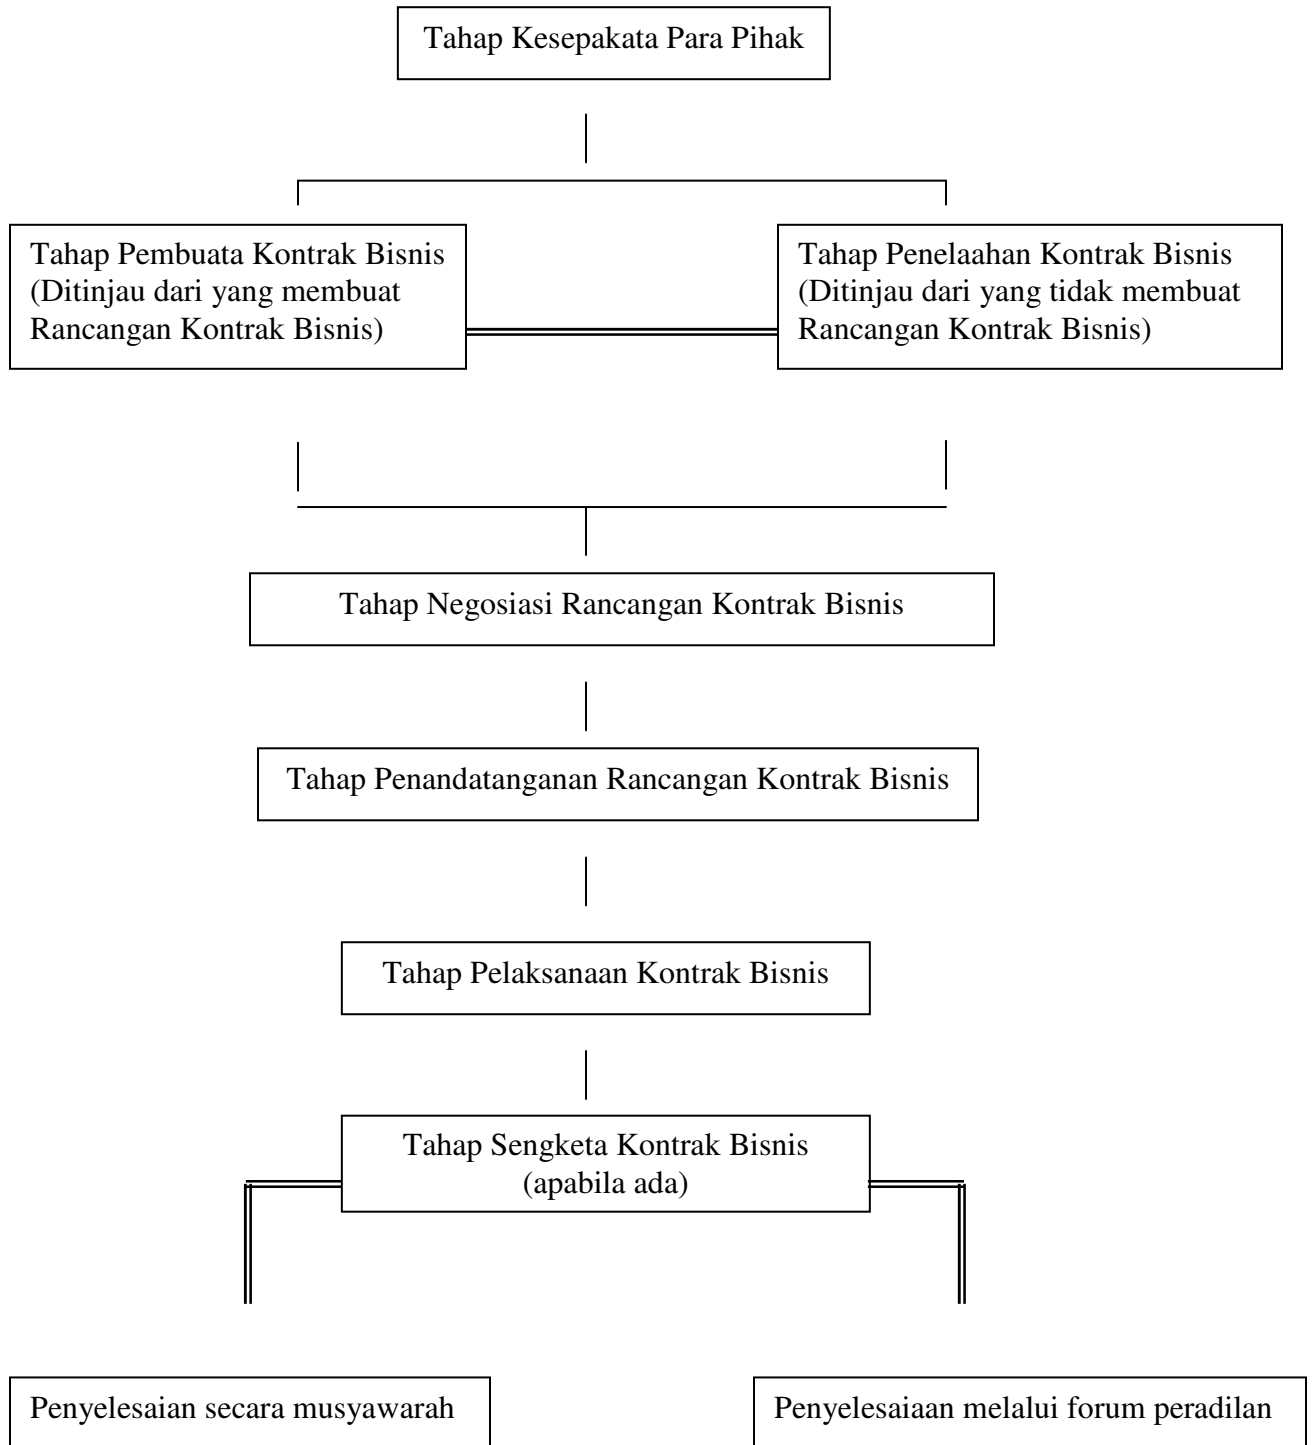 Tahap Kesepakata Para Pihak
Tahap Pembuata Kontrak Bisnis
(Ditinjau dari yang membuat
Rancangan Kontrak Bisnis)
Tahap Penelaahan Kontrak Bisnis
(Ditinjau dari yang tidak membuat
Rancangan Kontrak Bisnis)
Tahap Negosiasi Rancangan Kontrak Bisnis
Tahap Penandatanganan Rancangan Kontrak Bisnis
Tahap Pelaksanaan Kontrak Bisnis
Tahap Sengketa Kontrak Bisnis
(apabila ada)
Penyelesaian secara musyawarah
Penyelesaiaan melalui forum peradilan